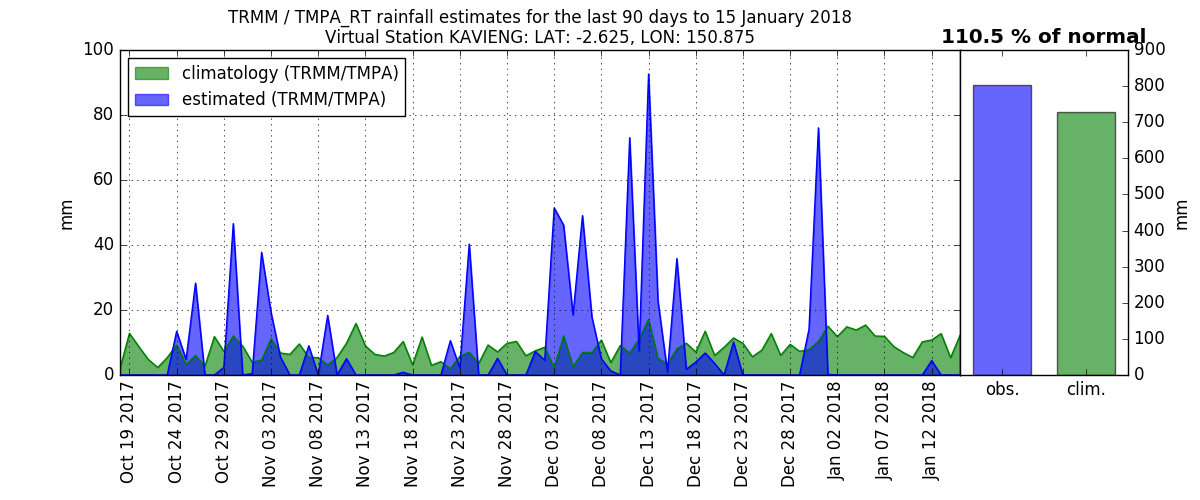 TRMM / TMPA_RT rainfall estimates for the last 90 days to 15 January 2018
Virtual Station KAVIENG: LAT: -2.625, LON: 150.875
110.5 % of normal
climatology (TRMM/TMPA)
estimated (TRMM/TMPA)
mm
100
80
60
40
20
0
Oct 19 2017
Oct 24 2017
Oct 29 2017
Nov 03 2017
Nov 08 2017
Nov 13 2017
Nov 18 2017
Nov 23 2017
Nov 28 2017
Dec 03 2017
Dec 08 2017
Dec 13 2017
Dec 18 2017
Dec 23 2017
Dec 28 2017
Jan 02 2018
Jan 07 2018
Jan 12 2018
900
800
700
600
500
400
300
200
100
0
mm
obs.
clim.